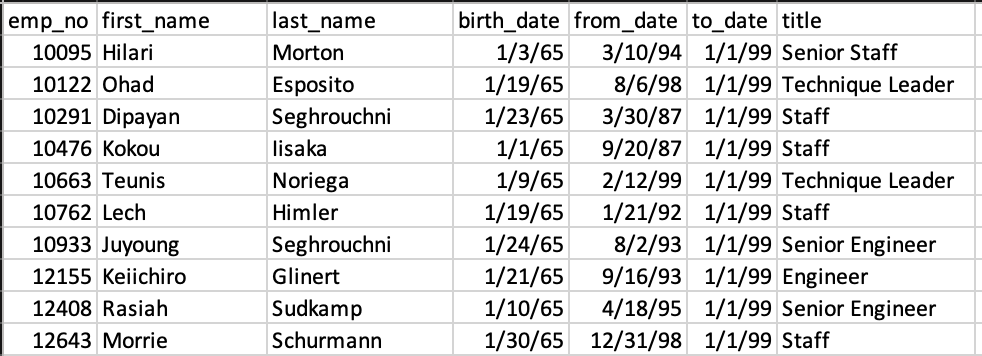 emp_no first_name last_name birth_date from_date to_date title
10095 Hilari Morton 1/3/65 3/10/94 1/1/99 Senior Staff
10122 Ohad Esposito 1/19/65 8/6/98 1/1/99 Technique Leader
10291 Dipayan Seghrouchni 1/23/65 3/30/87 1/1/99 Staff
10476 Kokou Iisaka 1/1/65 9/20/87 1/1/99 Staff
10663 Teunis Noriega 1/9/65 2/12/99 1/1/99 Technique Leader
10762 Lech Himler 1/19/65 1/21/92 1/1/99 Staff
10933 Juyoung Seghrouchni 1/24/65 8/2/93 1/1/99 Senior Engineer
12155 Keiichiro Glinert 1/21/65 9/16/93 1/1/99 Engineer
12408 Rasiah Sudkamp 1/10/65 4/18/95 1/1/99 Senior Engineer
12643 Morrie Schurmann 1/30/65 12/31/98 1/1/99 Staff